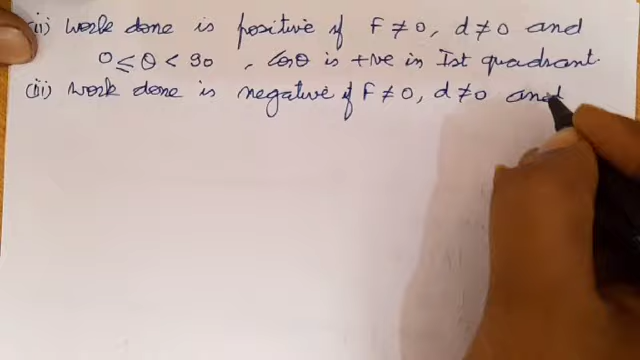 (ii) work done is positive if F ≠ 0, d ≠ 0 and
0 ≤ θ < 90 , Cosθ is +ve in Ist quadrant.
(iii) work done is negative if F ≠ 0, d ≠ 0 and